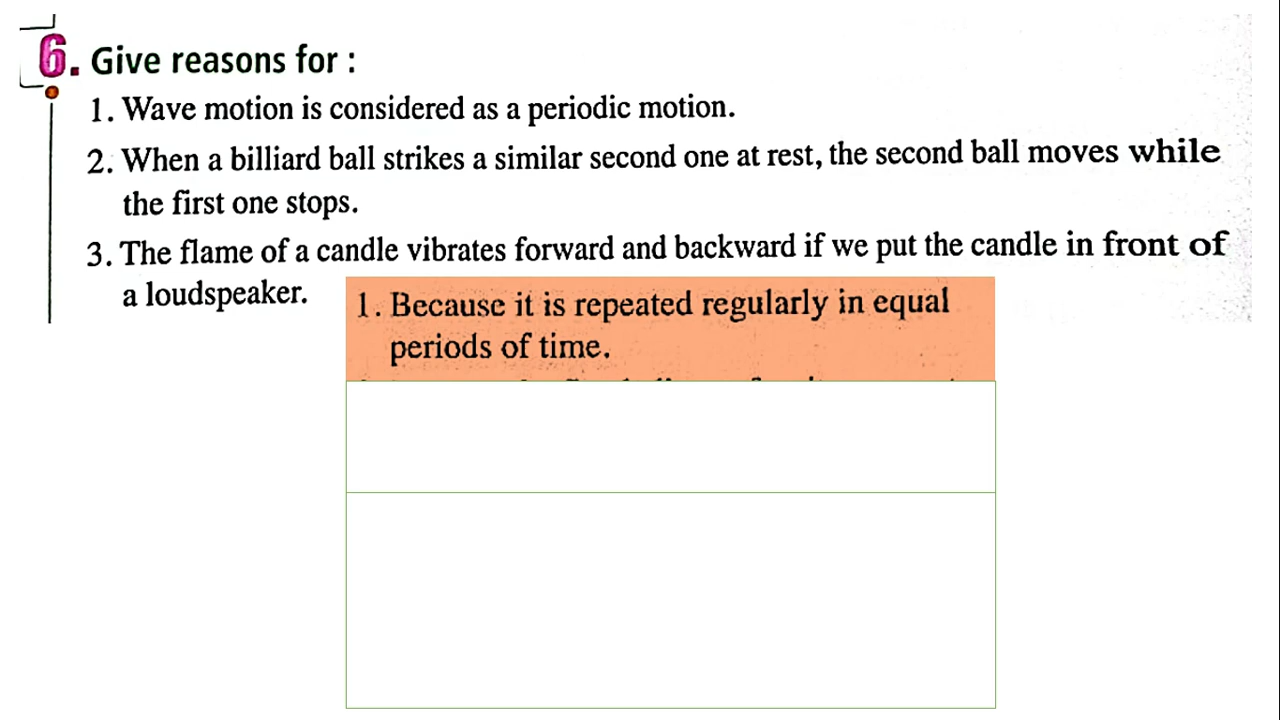 6. Give reasons for :
1. Wave motion is considered as a periodic motion.
2. When a billiard ball strikes a similar second one at rest, the second ball moves while
the first one stops.
3. The flame of a candle vibrates forward and backward if we put the candle in front of
a loudspeaker.
1. Because it is repeated regularly in equal
periods of time.